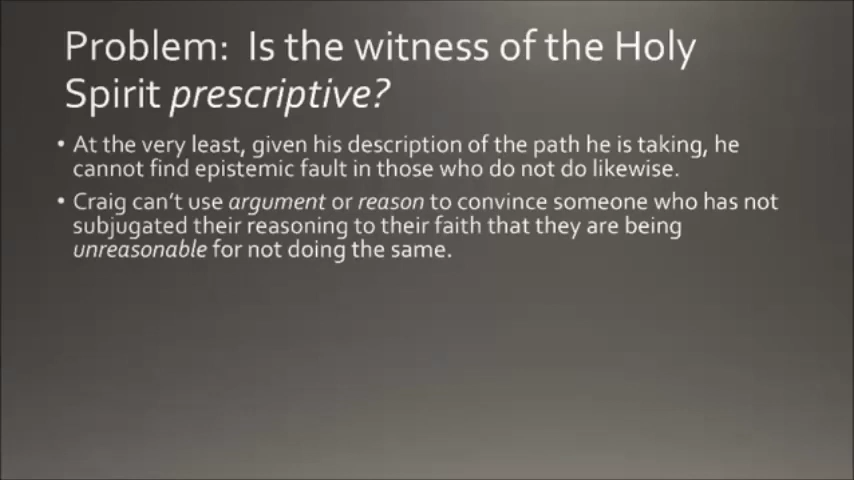 Problem:  Is the witness of the Holy
Spirit prescriptive?
• At the very least, given his description of the path he is taking, he
cannot find epistemic fault in those who do not do likewise.
• Craig can’t use argument or reason to convince someone who has not
subjugated their reasoning to their faith that they are being
unreasonable for not doing the same.